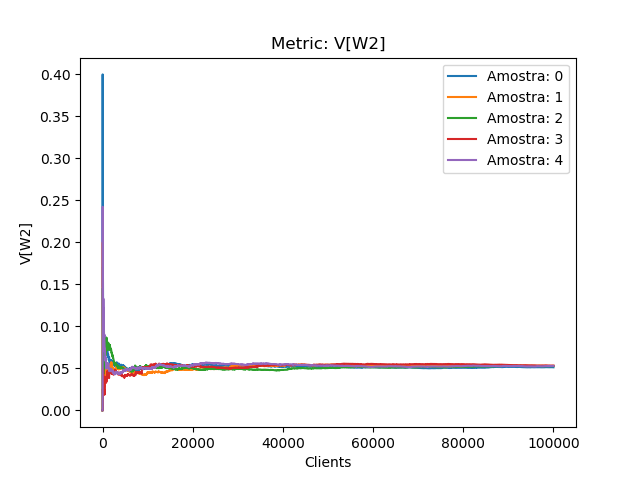 Metric: V[W2]
Amostra: 0
Amostra: 1
Amostra: 2
Amostra: 3
Amostra: 4
V[W2]
0.40
0.35
0.30
0.25
0.20
0.15
0.10
0.05
0.00
0 20000 40000 60000 80000 100000
Clients